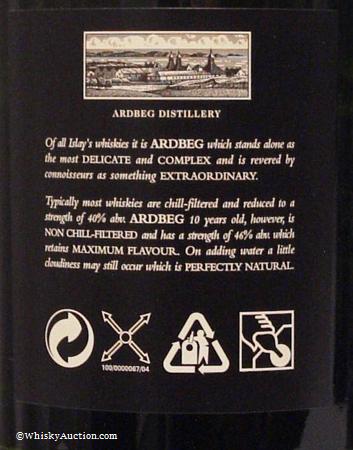 ARDBEG DISTILLERY
Of all Islay's whiskies it is ARDBEG which stands alone as
the most DELICATE and COMPLEX and is revered by
connoisseurs as something EXTRAORDINARY.
Typically most whiskies are chill-filtered and reduced to a
strength of 40% abv. ARDBEG 10 years old, however, is
NON CHILL-FILTERED and has a strength of 46% abv. which
retains MAXIMUM FLAVOUR. On adding water a little
cloudiness may still occur which is PERFECTLY NATURAL.
100/0000067/04
©WhiskyAuction.com